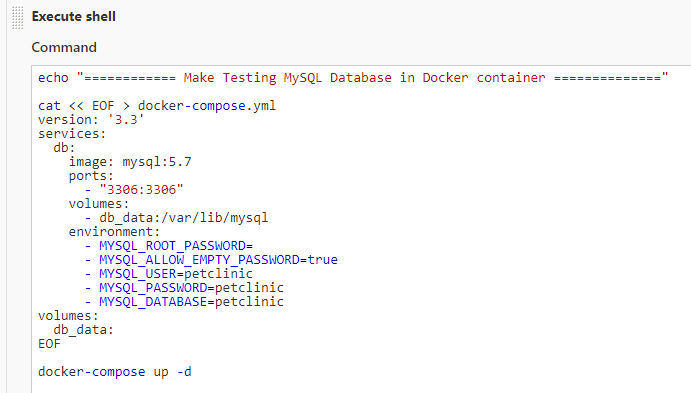 Execute shell
Command
echo "============ Make Testing MySQL Database in Docker container =============="
cat << EOF > docker-compose.yml
version: '3.3'
services:
  db:
    image: mysql:5.7
    ports:
      - "3306:3306"
    volumes:
      - db_data:/var/lib/mysql
    environment:
      - MYSQL_ROOT_PASSWORD=
      - MYSQL_ALLOW_EMPTY_PASSWORD=true
      - MYSQL_USER=petclinic
      - MYSQL_PASSWORD=petclinic
      - MYSQL_DATABASE=petclinic
volumes:
  db_data:
EOF
docker-compose up -d